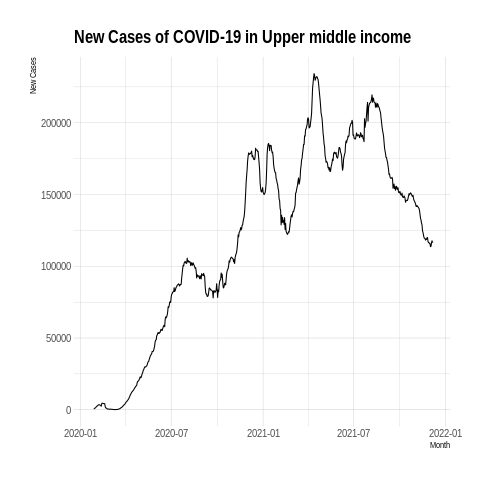 New Cases of COVID-19 in Upper middle income
New Cases
200000
150000
100000
50000
0
2020-01 2020-07 2021-01 2021-07 2022-01
Month